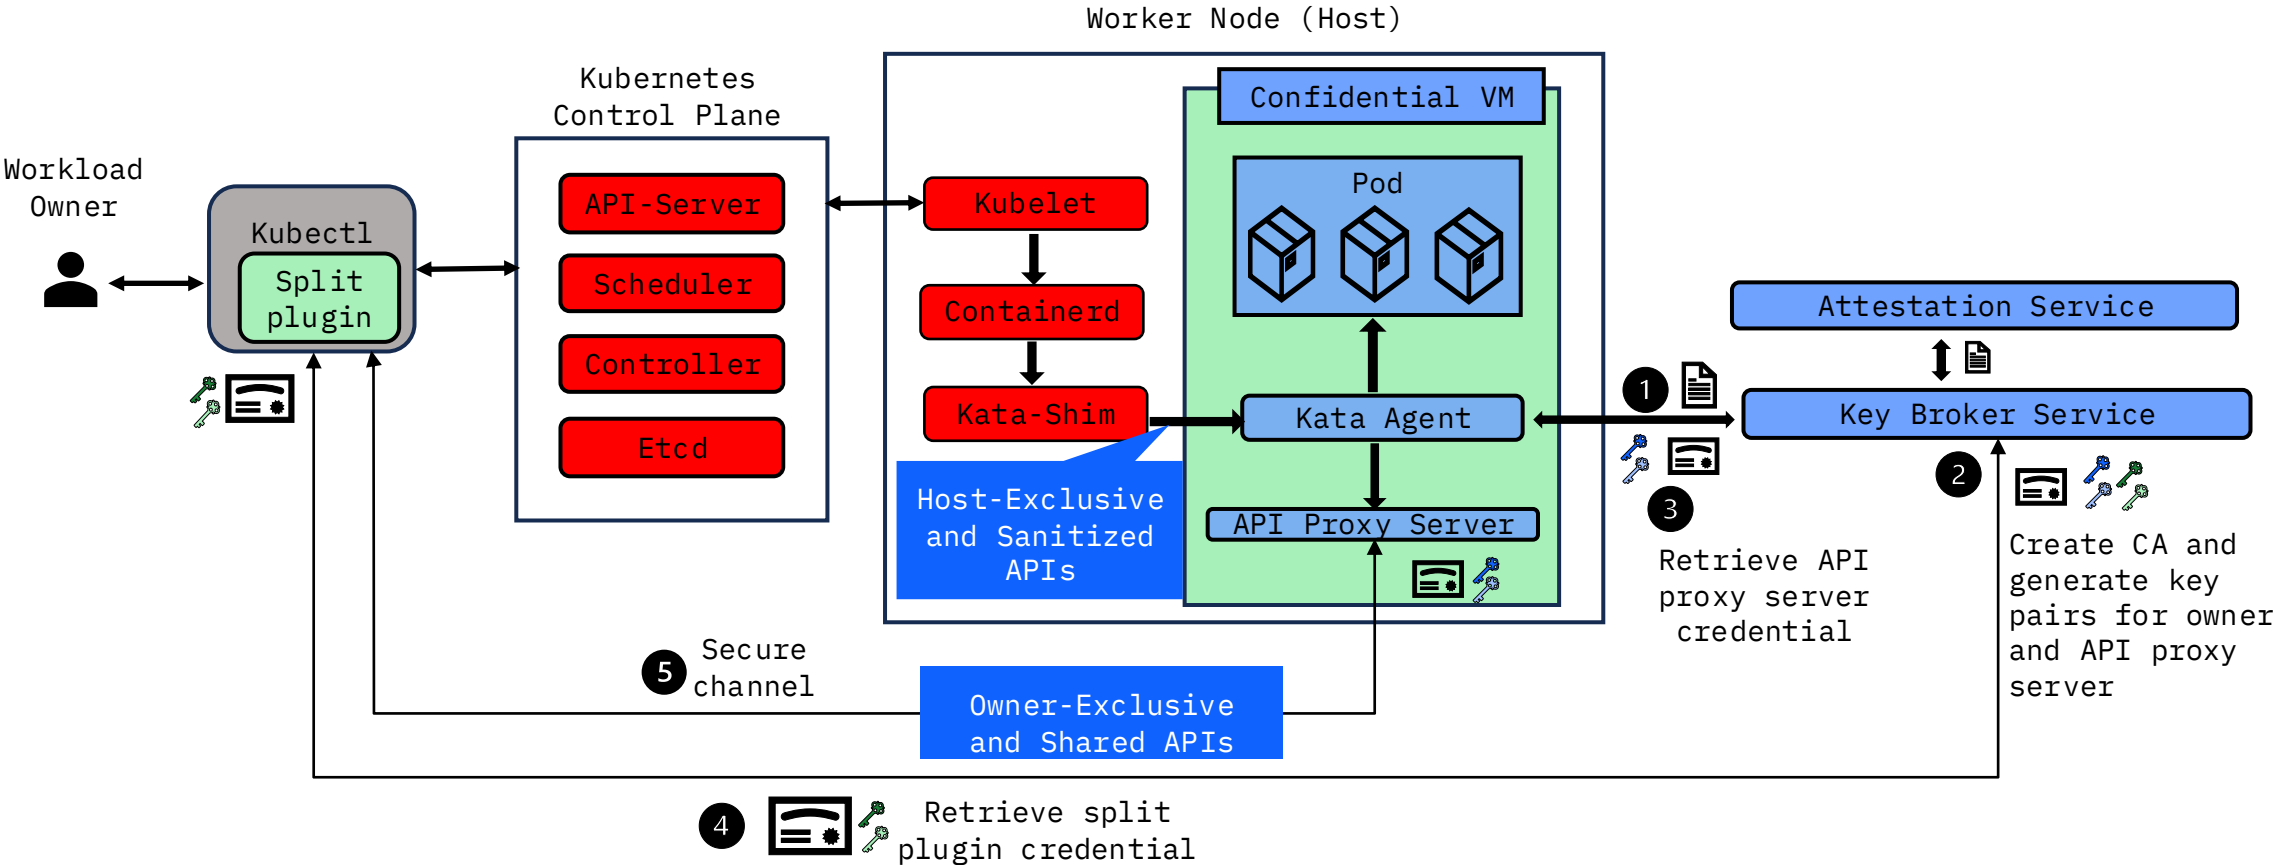 Worker Node (Host)
Kubernetes
Control Plane
Confidential VM
Workload
Owner
Kubectl
Split
plugin
API-Server
Scheduler
Controller
Etcd
Kubelet
Containerd
Kata-Shim
Pod
Kata Agent
API Proxy Server
Host-Exclusive
and Sanitized
APIs
Attestation Service
Key Broker Service
1
2
Create CA and
generate key
pairs for owner
and API proxy
server
3
Retrieve API
proxy server
credential
5
Secure
channel
Owner-Exclusive
and Shared APIs
4
Retrieve split
plugin credential